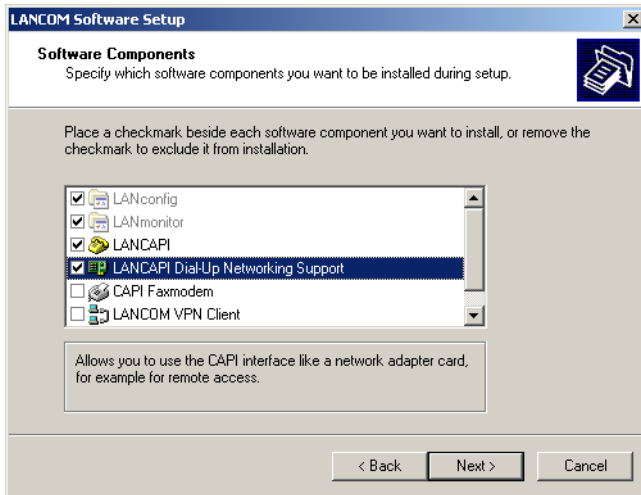 LANCOM Software Setup
Software Components
Specify which software components you want to be installed during setup.
Place a checkmark beside each software component you want to install, or remove the
checkmark to exclude it from installation.
LANconfig
LANmonitor
LANCAPI
LANCAPI Dial-Up Networking Support
CAPI Faxmodem
LANCOM VPN Client
Allows you to use the CAPI interface like a network adapter card,
for example for remote access.
< Back
Next >
Cancel